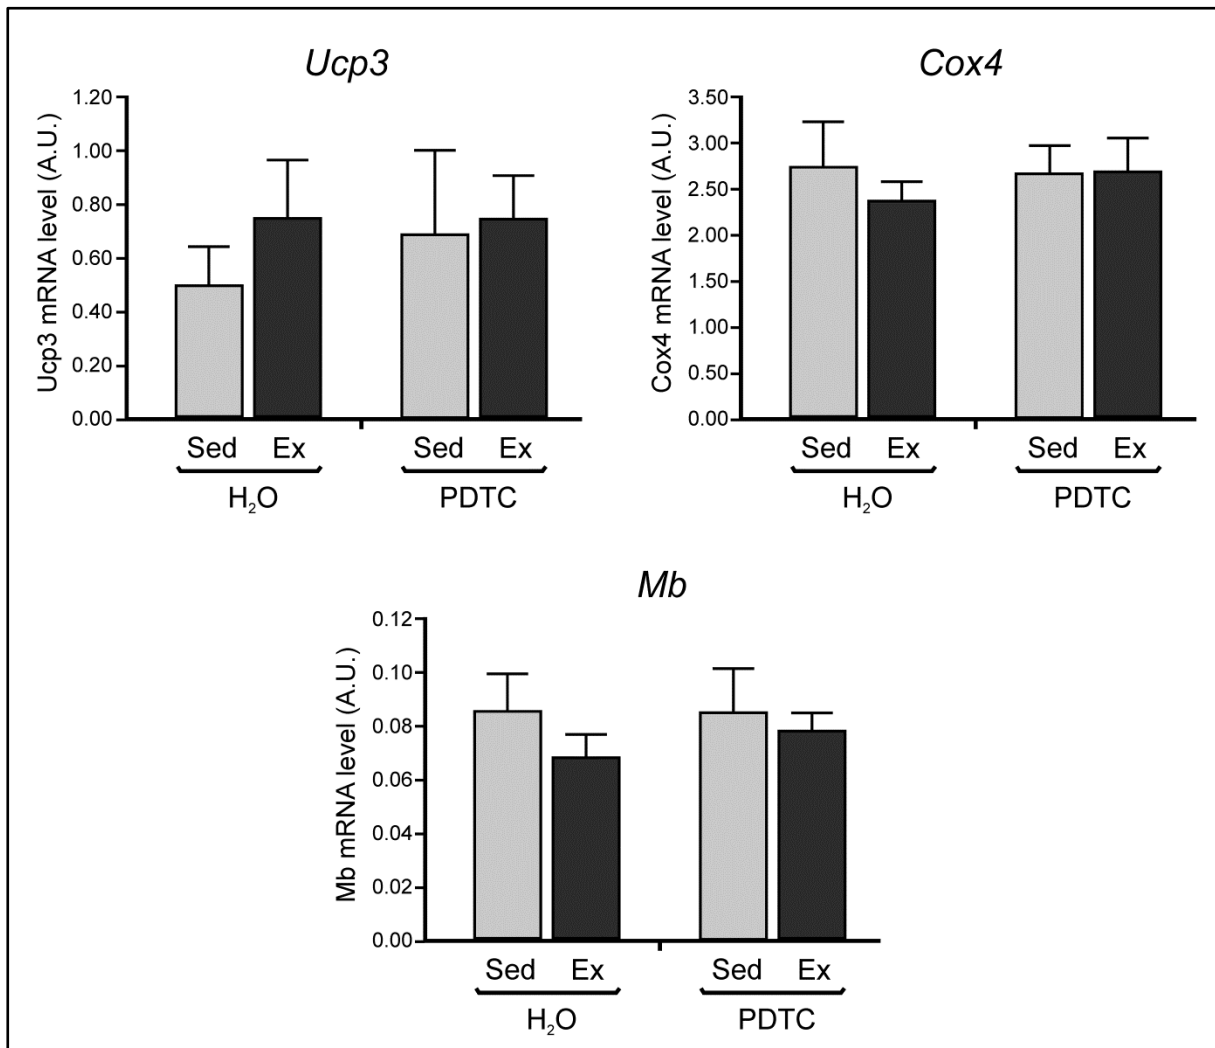 Ucp3
Ucp3 mRNA level (A.U.)
1.20
1.00
0.80
0.60
0.40
0.20
0.00
Sed Ex Sed Ex
H₂O PDTC
Cox4
Cox4 mRNA level (A.U.)
3.50
3.00
2.50
2.00
1.50
1.00
0.50
0.00
Sed Ex Sed Ex
H₂O PDTC
Mb
Mb mRNA level (A.U.)
0.12
0.10
0.08
0.06
0.04
0.02
0.00
Sed Ex Sed Ex
H₂O PDTC